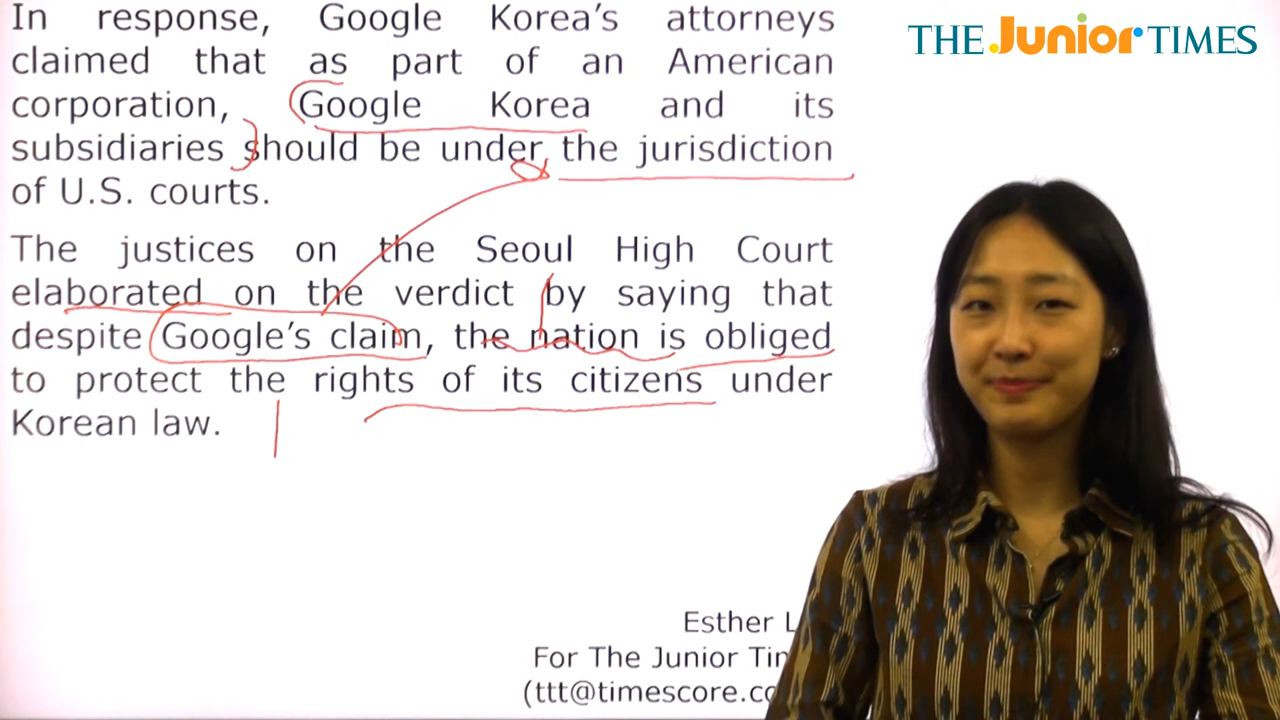 In response, Google Korea's attorneys
claimed that as part of an American
corporation, Google Korea and its
subsidiaries should be under the jurisdiction
of U.S. courts.
The justices on the Seoul High Court
elaborated on the verdict by saying that
despite Google's claim, the nation is obliged
to protect the rights of its citizens under
Korean law.
Esther
For The Junior
THE Junior TIMES